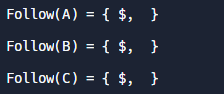 Follow(A) = { $,  }
Follow(B) = { $,  }
Follow(C) = { $,  }